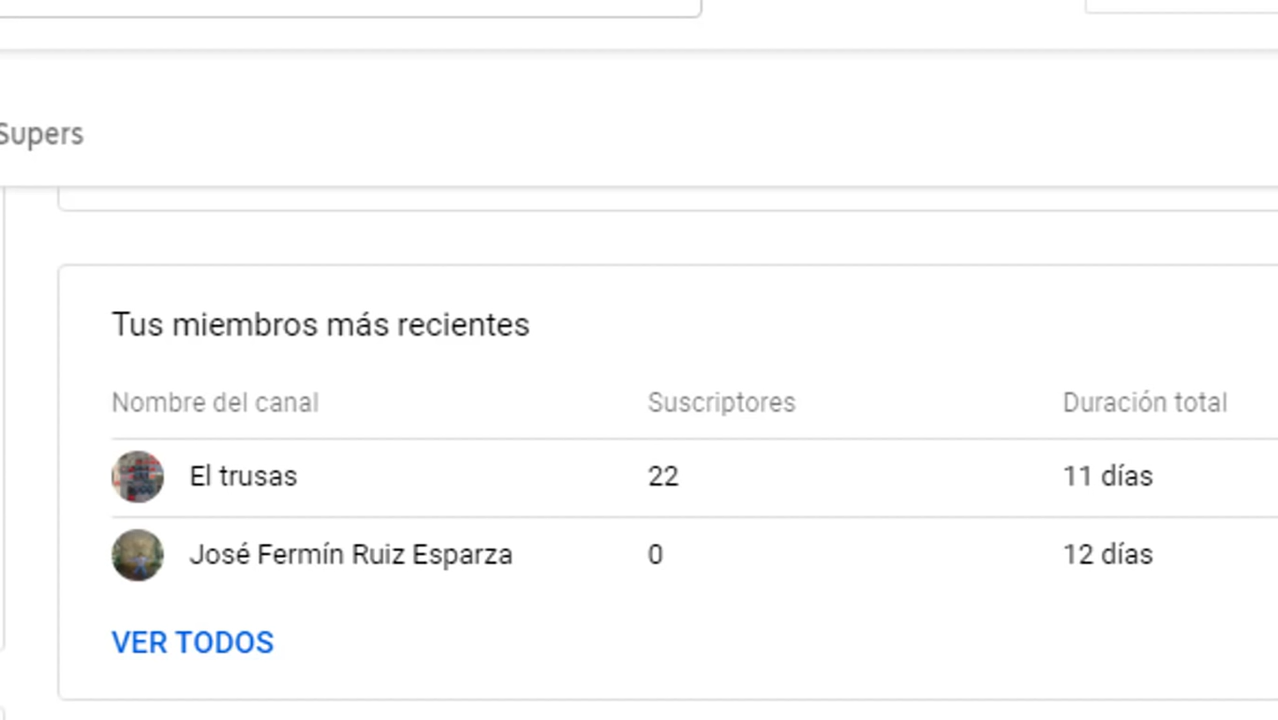 Supers
Tus miembros más recientes
Nombre del canal Suscriptores Duración total
El trusas 22 11 días
José Fermín Ruiz Esparza 0 12 días
VER TODOS